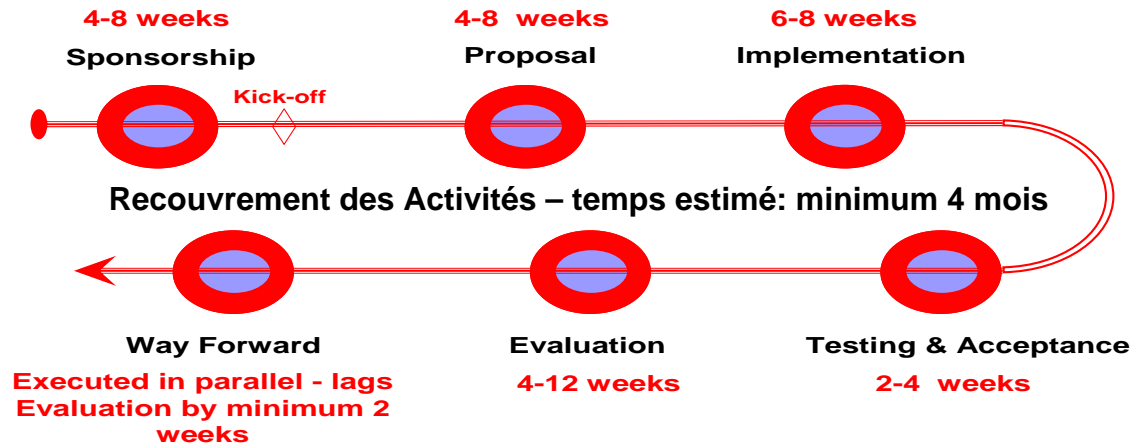 4-8 weeks
Sponsorship
Kick-off
4-8 weeks
Proposal
6-8 weeks
Implementation
Recouvrement des Activités – temps estimé: minimum 4 mois
Way Forward
Executed in parallel - lags
Evaluation by minimum 2
weeks
Evaluation
4-12 weeks
Testing & Acceptance
2-4 weeks